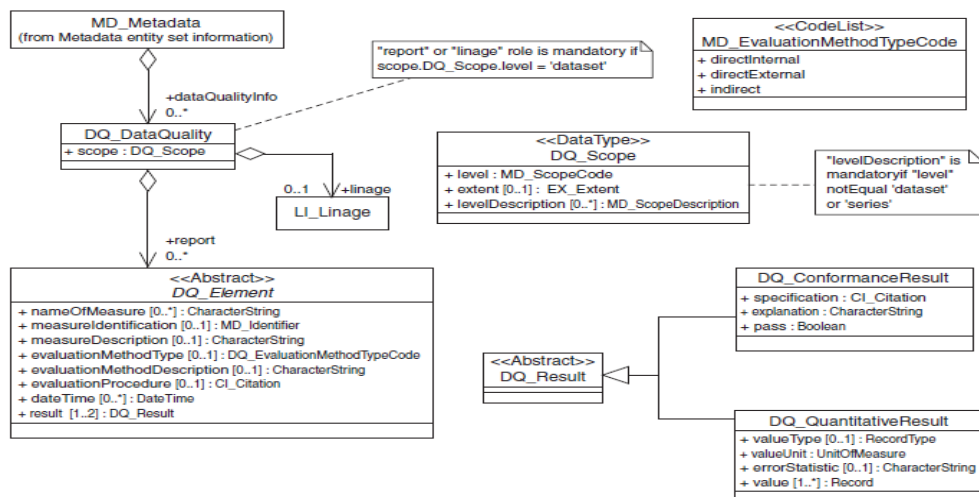 MD_Metadata
(from Metadata entity set information)
+dataQualityInfo
0..*
"report" or "linage" role is mandatory if
scope.DQ_Scope.level = 'dataset'
<<CodeList>>
MD_EvaluationMethodTypeCode
+ directInternal
+ directExternal
+ indirect
DQ_DataQuality
+ scope : DQ_Scope
0..1
+linage
LI_Linage
<<DataType>>
DQ_Scope
+ level : MD_ScopeCode
+ extent [0..1] : EX_Extent
+ levelDescription [0..*] : MD_ScopeDescription
"levelDescription" is
mandatoryif "level"
notEqual 'dataset'
or 'series'
+report
0..*
<<Abstract>>
DQ_Element
+ nameOfMeasure [0..*] : CharacterString
+ measureIdentification [0..1] : MD_Identifier
+ measureDescription [0..1] : CharacterString
+ evaluationMethodType [0..1] : DQ_EvaluationMethodTypeCode
+ evaluationMethodDescription [0..1] : CharacterString
+ evaluationProcedure [0..1] : CI_Citation
+ dateTime [0..*] : DateTime
+ result [1..2] : DQ_Result
<<Abstract>>
DQ_Result
DQ_ConformanceResult
+ specification : CI_Citation
+ explanation : CharacterString
+ pass : Boolean
DQ_QuantitativeResult
+ valueType [0..1] : RecordType
+ valueUnit : UnitOfMeasure
+ errorStatistic [0..1] : CharacterString
+ value [1..*] : Record